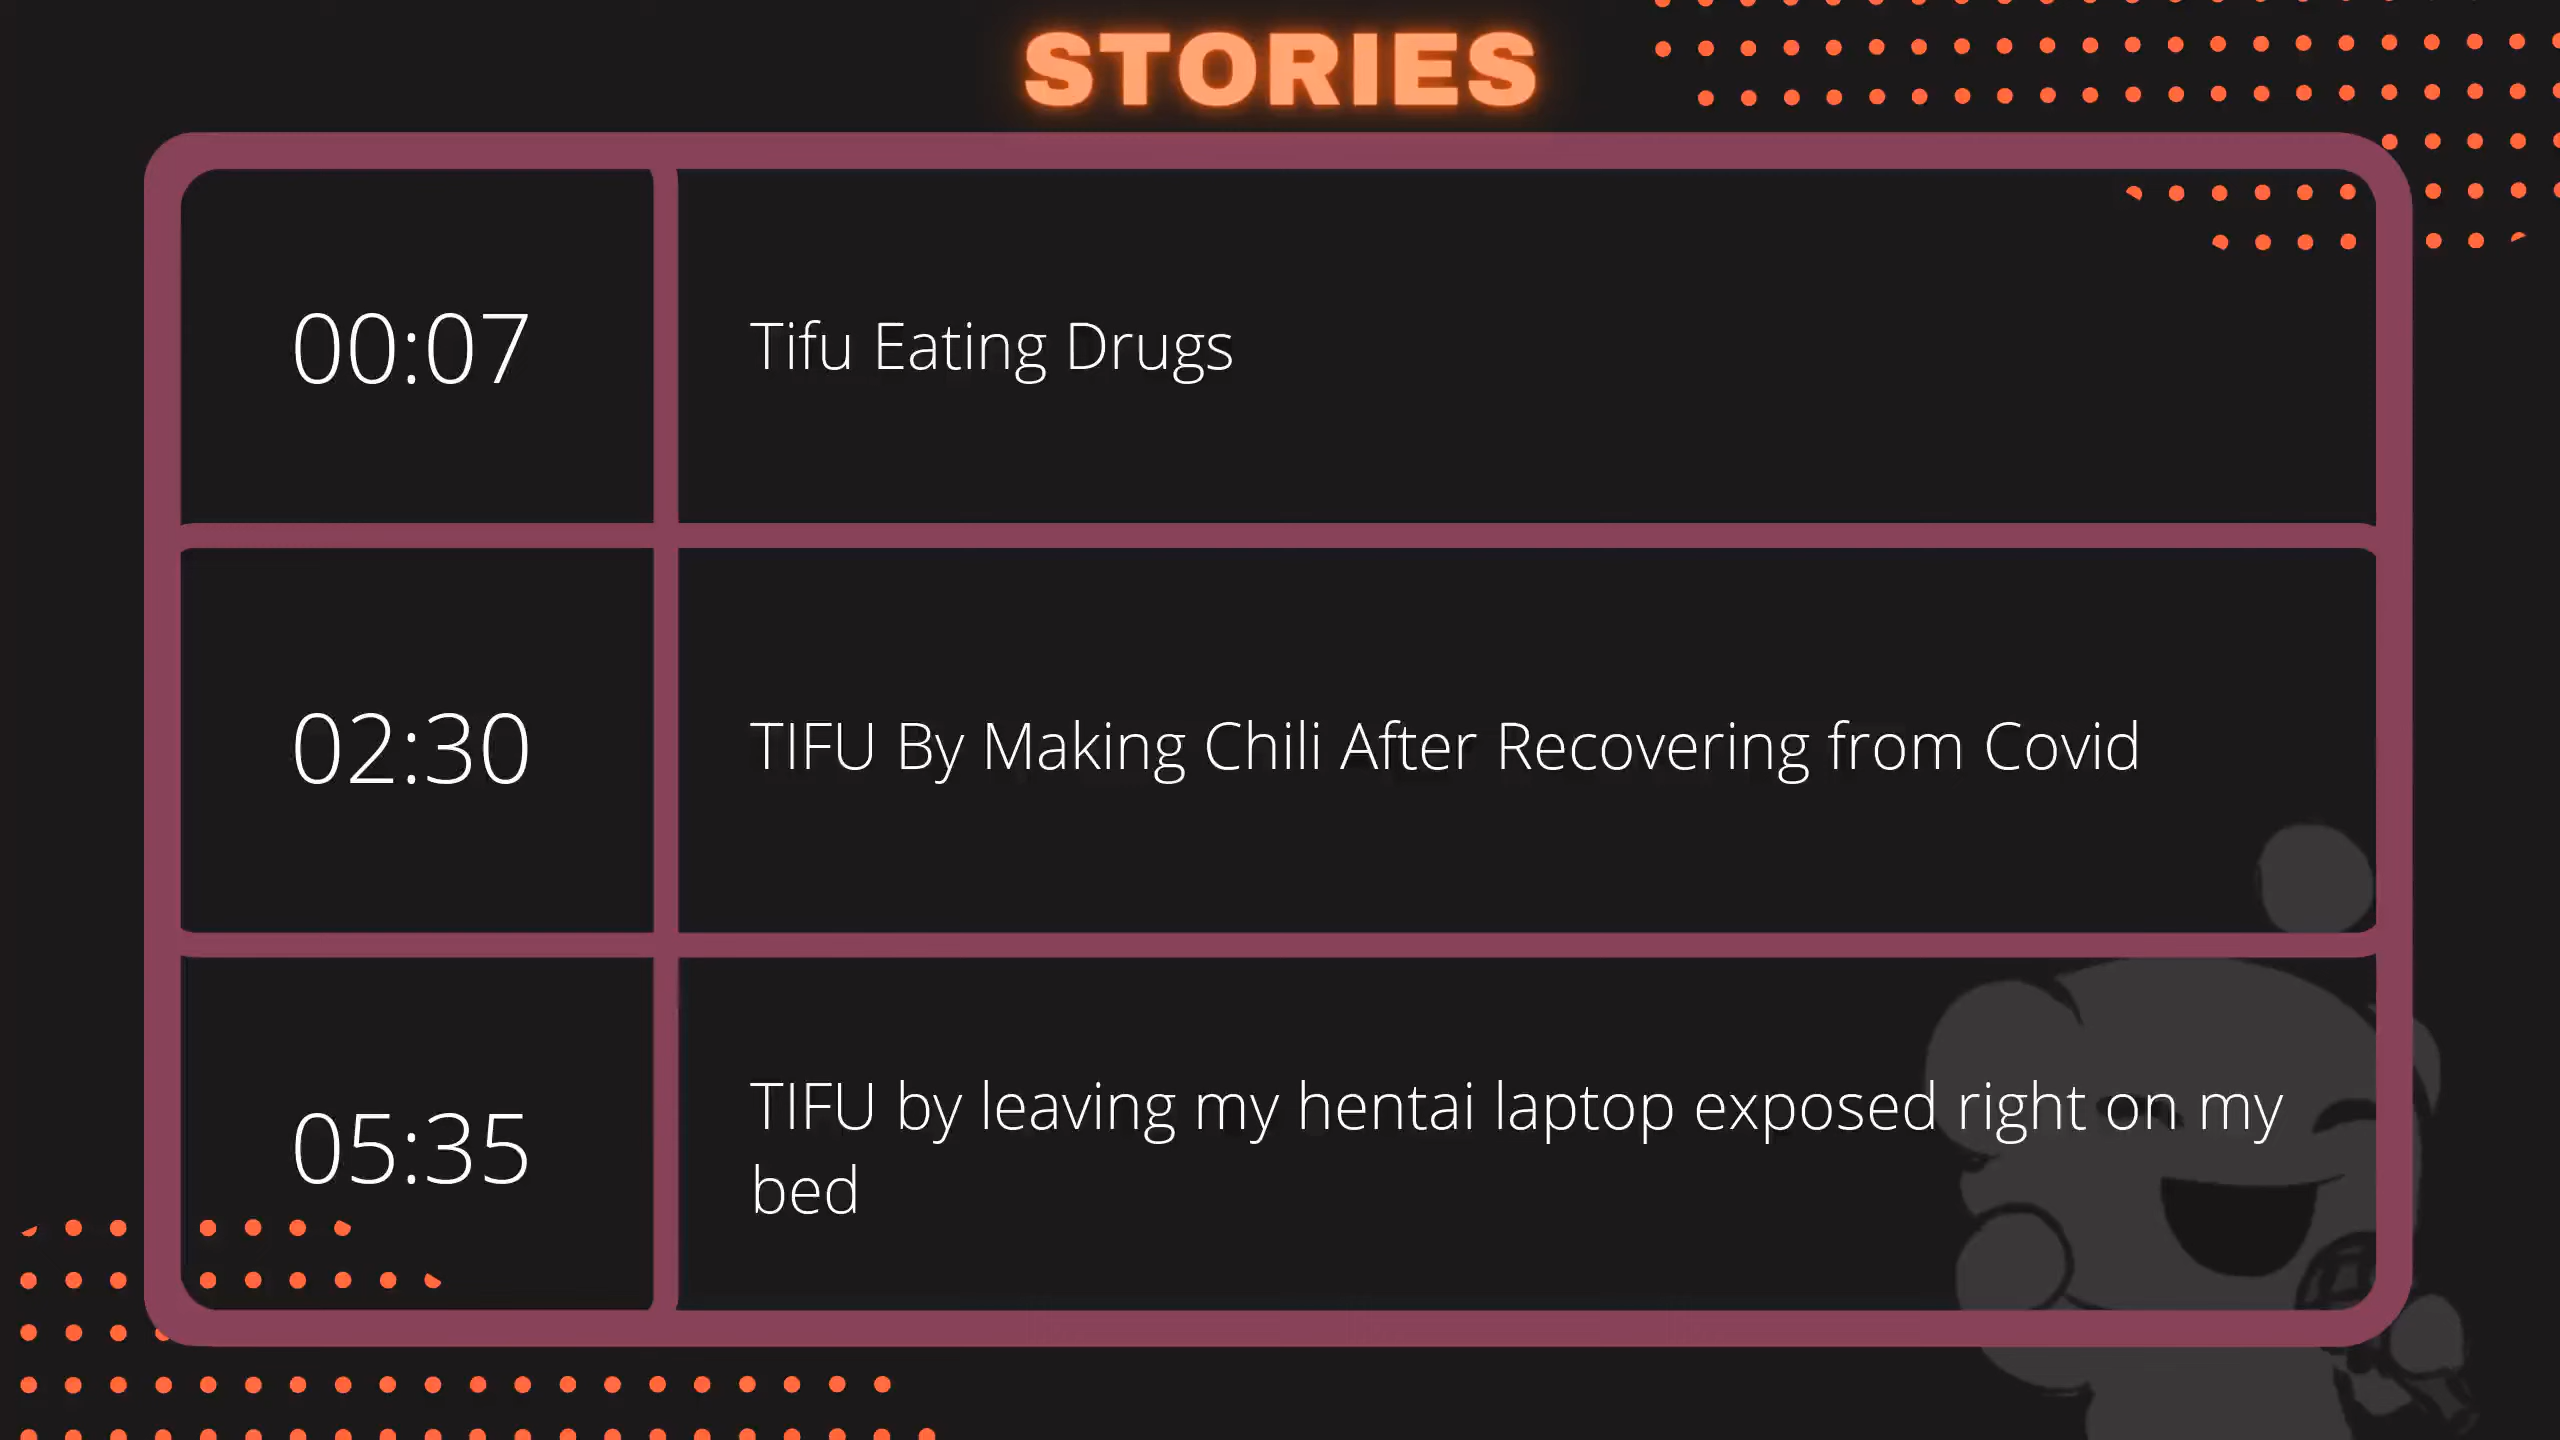 STORIES
00:07
Tifu Eating Drugs
02:30
TIFU By Making Chili After Recovering from Covid
05:35
TIFU by leaving my hentai laptop exposed right on my
bed